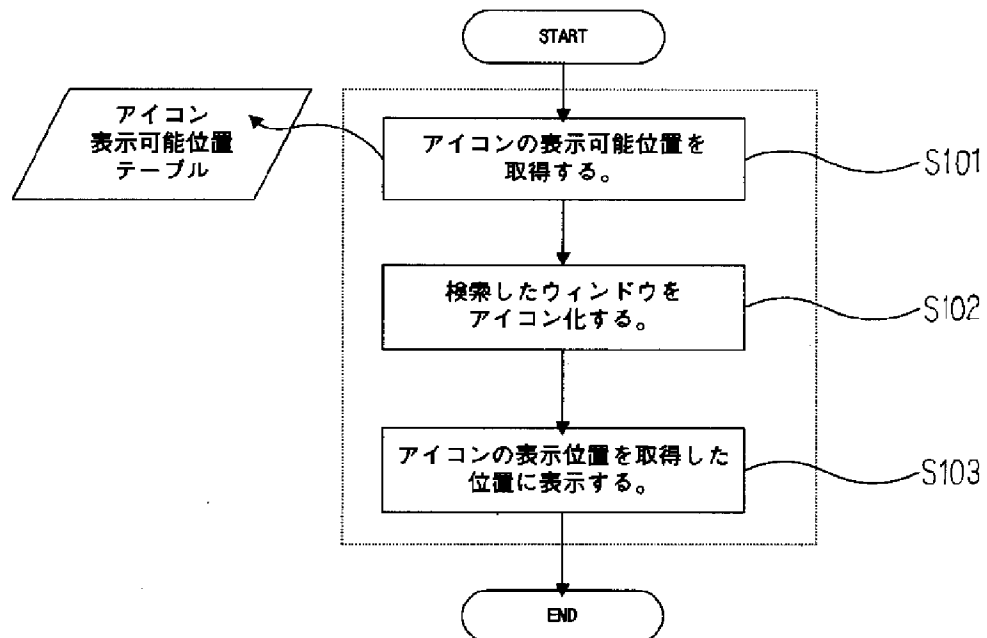 START
アイコン
表示可能位置
テーブル
アイコンの表示可能位置を
取得する。
S101
検索したウィンドウを
アイコン化する。
S102
アイコンの表示位置を取得した
位置に表示する。
S103
END